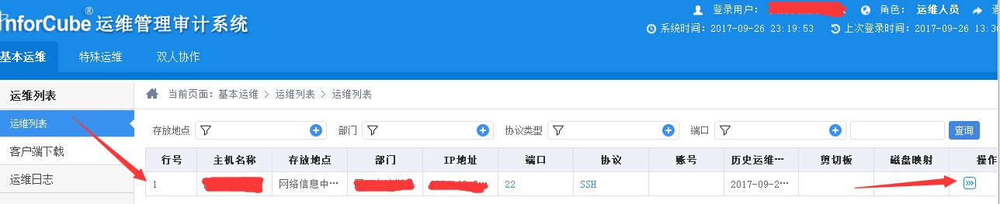 InforCube® 运维管理审计系统
登录用户： 角色： 运维人员
系统时间：2017-09-26 23:19:53 上次登录时间：2017-09-26 13:3
基本运维 特殊运维 双人协作
运维列表
当前页面：基本运维 > 运维列表 > 运维列表
运维列表
客户端下载
运维日志
存放地点 部门 协议类型 端口 查询
行号 主机名称 存放地点 部门 IP地址 端口 协议 账号 历史运维… 剪切板 磁盘映射 操作
1 网络信息中… 22 SSH 2017-09-2…